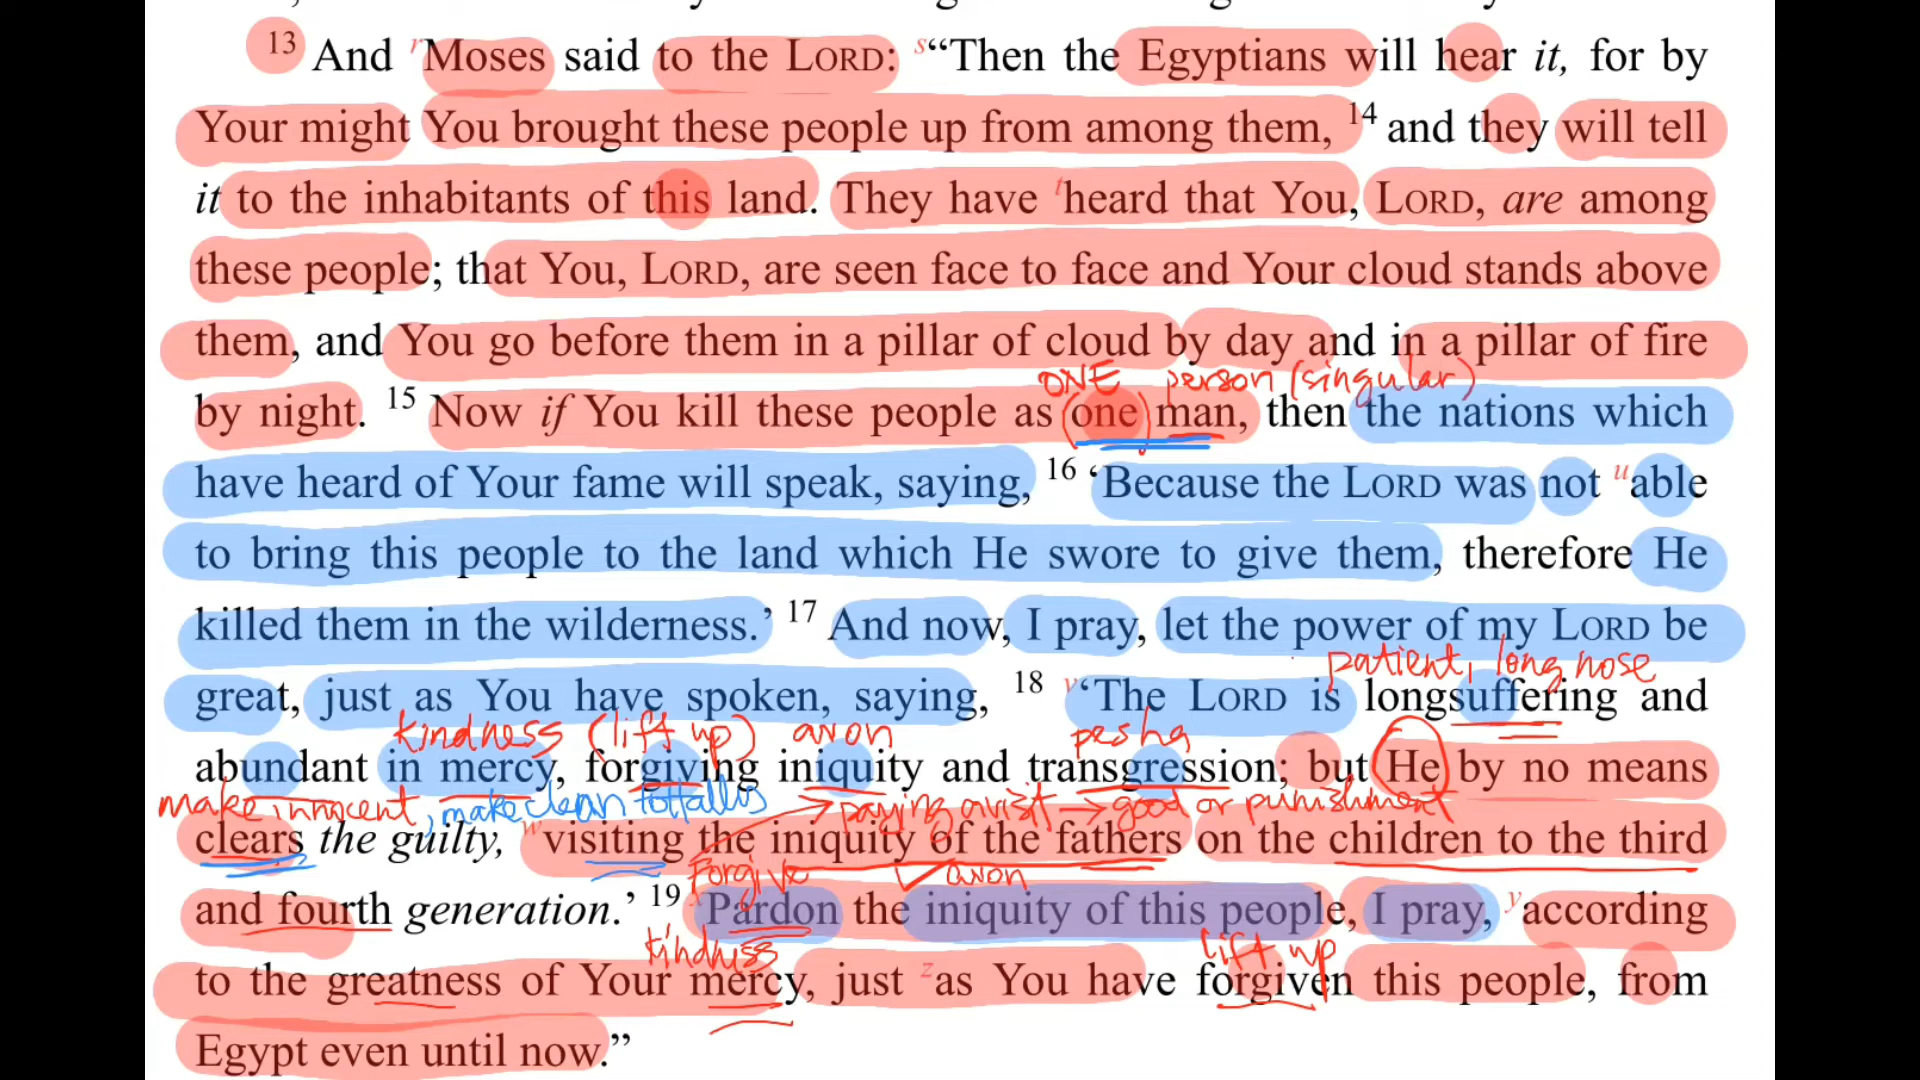 13 And rMoses said to the LORD: s“Then the Egyptians will hear it, for by
Your might You brought these people up from among them, 14 and they will tell
it to the inhabitants of this land. They have theard that You, LORD, are among
these people; that You, LORD, are seen face to face and Your cloud stands above
them, and You go before them in a pillar of cloud by day and in a pillar of fire
ONE person (singular)
by night. 15 Now if You kill these people as one man, then the nations which
have heard of Your fame will speak, saying, 16 ‘Because the LORD was not uable
to bring this people to the land which He swore to give them, therefore He
killed them in the wilderness.’ 17 And now, I pray, let the power of my LORD be
patient, long nose
great, just as You have spoken, saying, 18 v‘The LORD is longsuffering and
kindness (lift up) avon pesha
abundant in mercy, forgiving iniquity and transgression; but He by no means
make innocent, make clean → paying a visit → good or punishment
clears the guilty, wvisiting the iniquity of the fathers on the children to the third
Forgive avon
and fourth generation.’ 19 xPardon the iniquity of this people, I pray, yaccording
kindness lift up
to the greatness of Your mercy, just zas You have forgiven this people, from
Egypt even until now.”